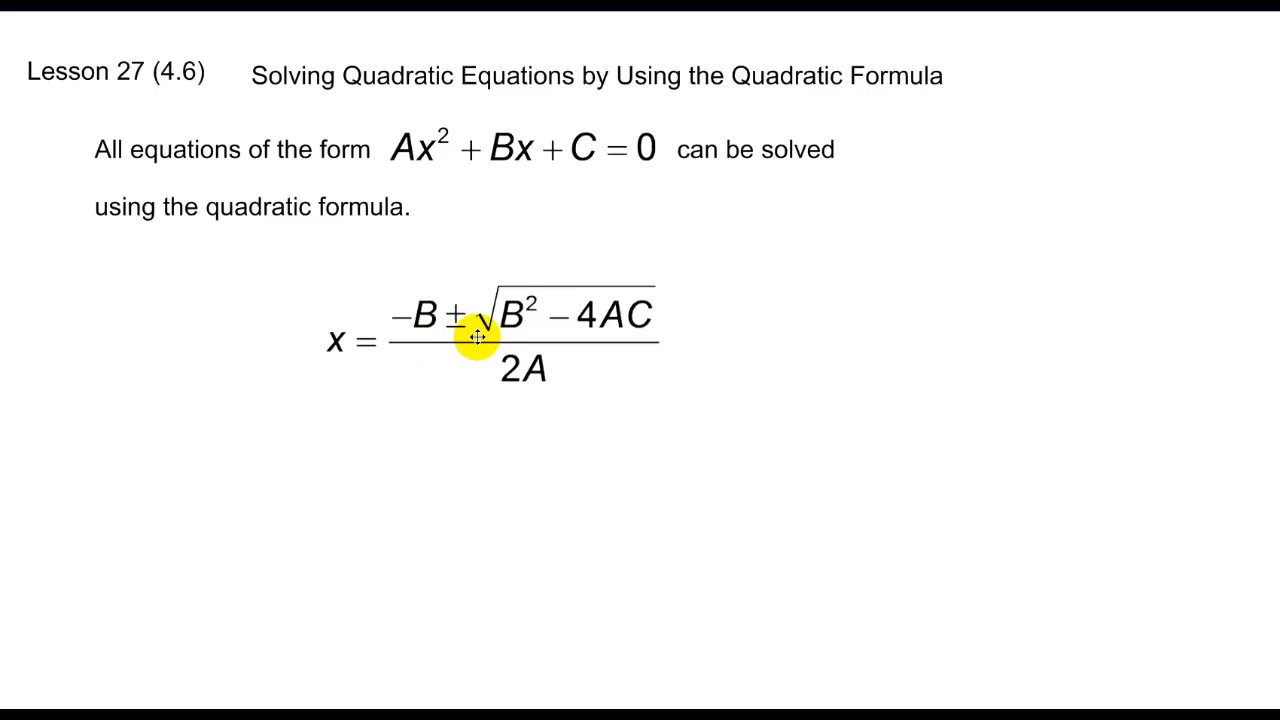 Lesson 27 (4.6) Solving Quadratic Equations by Using the Quadratic Formula
All equations of the form Ax² + Bx + C = 0 can be solved
using the quadratic formula.
x = (−B ± √(B² − 4AC)) / 2A